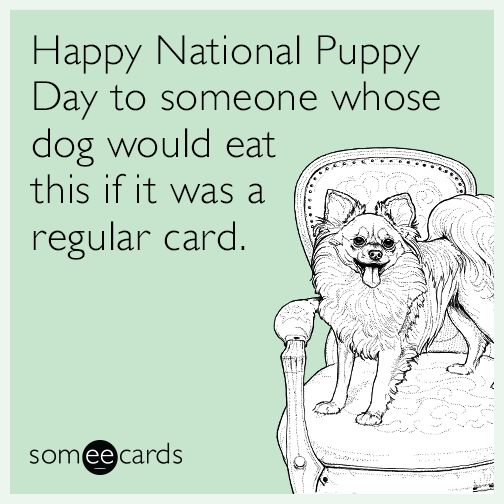 Happy National Puppy
Day to someone whose
dog would eat
this if it was a
regular card.
someecards